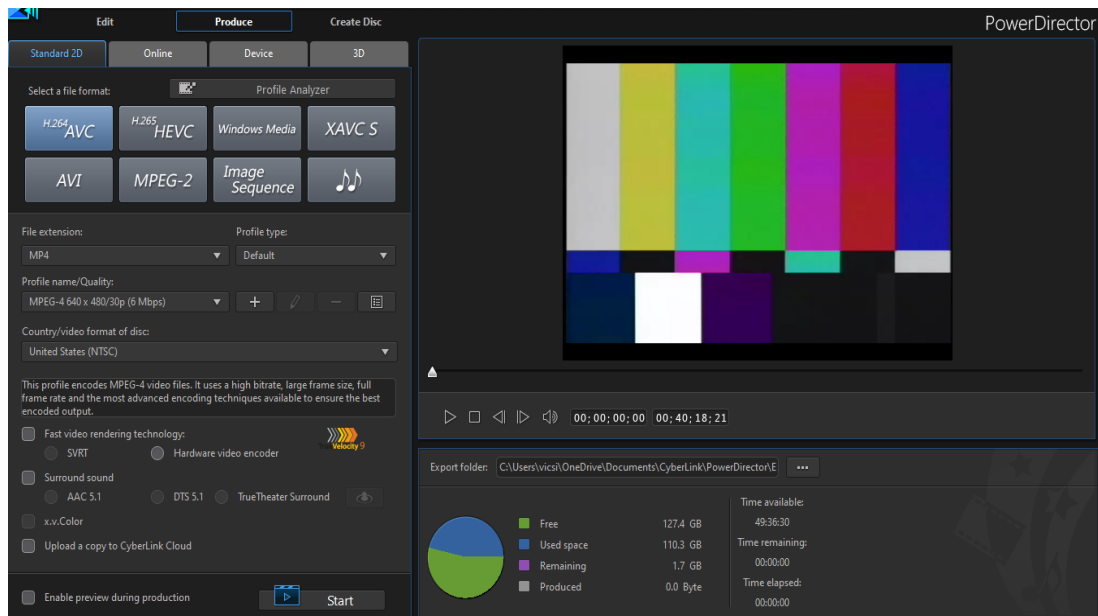 Edit Produce Create Disc
PowerDirector
Standard 2D Online Device 3D
Select a file format: Profile Analyzer
H.264 AVC H.265 HEVC Windows Media XAVC S
AVI MPEG-2 Image Sequence
File extension: Profile type:
MP4 Default
Profile name/Quality:
MPEG-4 640 x 480/30p (6 Mbps)
Country/video format of disc:
United States (NTSC)
This profile encodes MPEG-4 video files. It uses a high bitrate, large frame size, full
frame rate and the most advanced encoding techniques available to ensure the best
encoded output.
Fast video rendering technology:
Velocity 9
SVRT Hardware video encoder
Surround sound
AAC 5.1 DTS 5.1 TrueTheater Surround
x.v.Color
Upload a copy to CyberLink Cloud
Enable preview during production Start
00;00;00;00 00;40;18;21
Export folder: C:\Users\vicsi\OneDrive\Documents\CyberLink\PowerDirector\E ...
Free 127.4 GB
Used space 110.3 GB
Remaining 1.7 GB
Produced 0.0 Byte
Time available:
49:36:30
Time remaining:
00:00:00
Time elapsed:
00:00:00